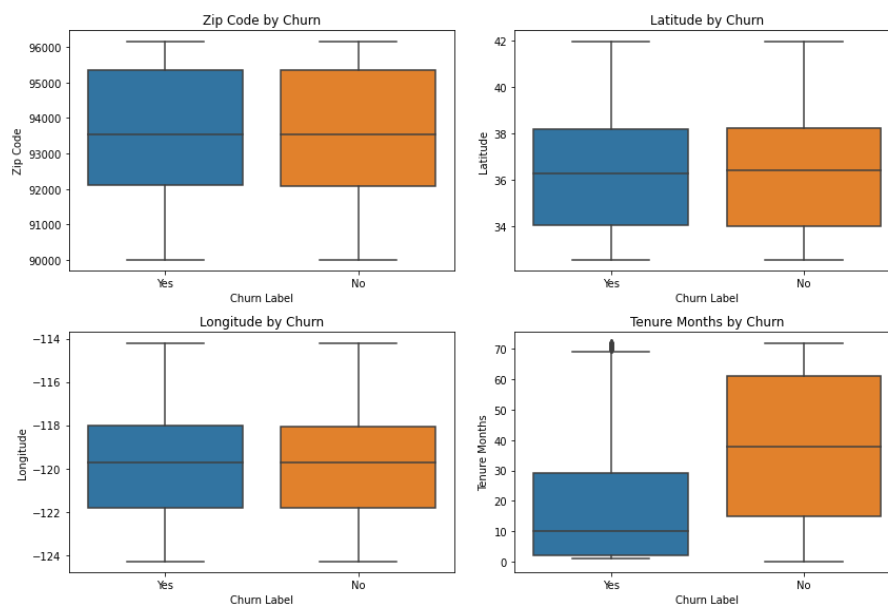 Zip Code by Churn
Zip Code
96000
95000
94000
93000
92000
91000
90000
Yes
No
Churn Label
Latitude by Churn
Latitude
42
40
38
36
34
Yes
No
Churn Label
Longitude by Churn
Longitude
−114
−116
−118
−120
−122
−124
Yes
No
Churn Label
Tenure Months by Churn
Tenure Months
70
60
50
40
30
20
10
0
Yes
No
Churn Label